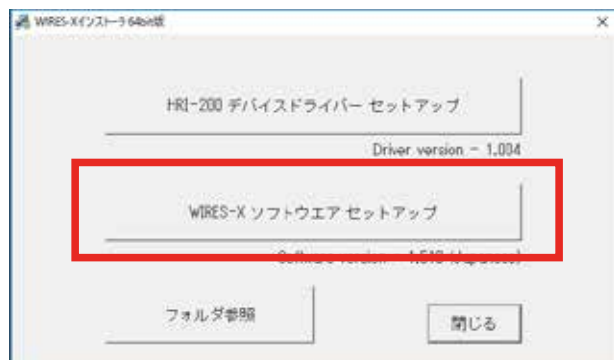 WIRES-Xインストーラ 64bit版
HRI-200 デバイスドライバー セットアップ
Driver version - 1.004
WIRES-X ソフトウエア セットアップ
フォルダ参照
閉じる